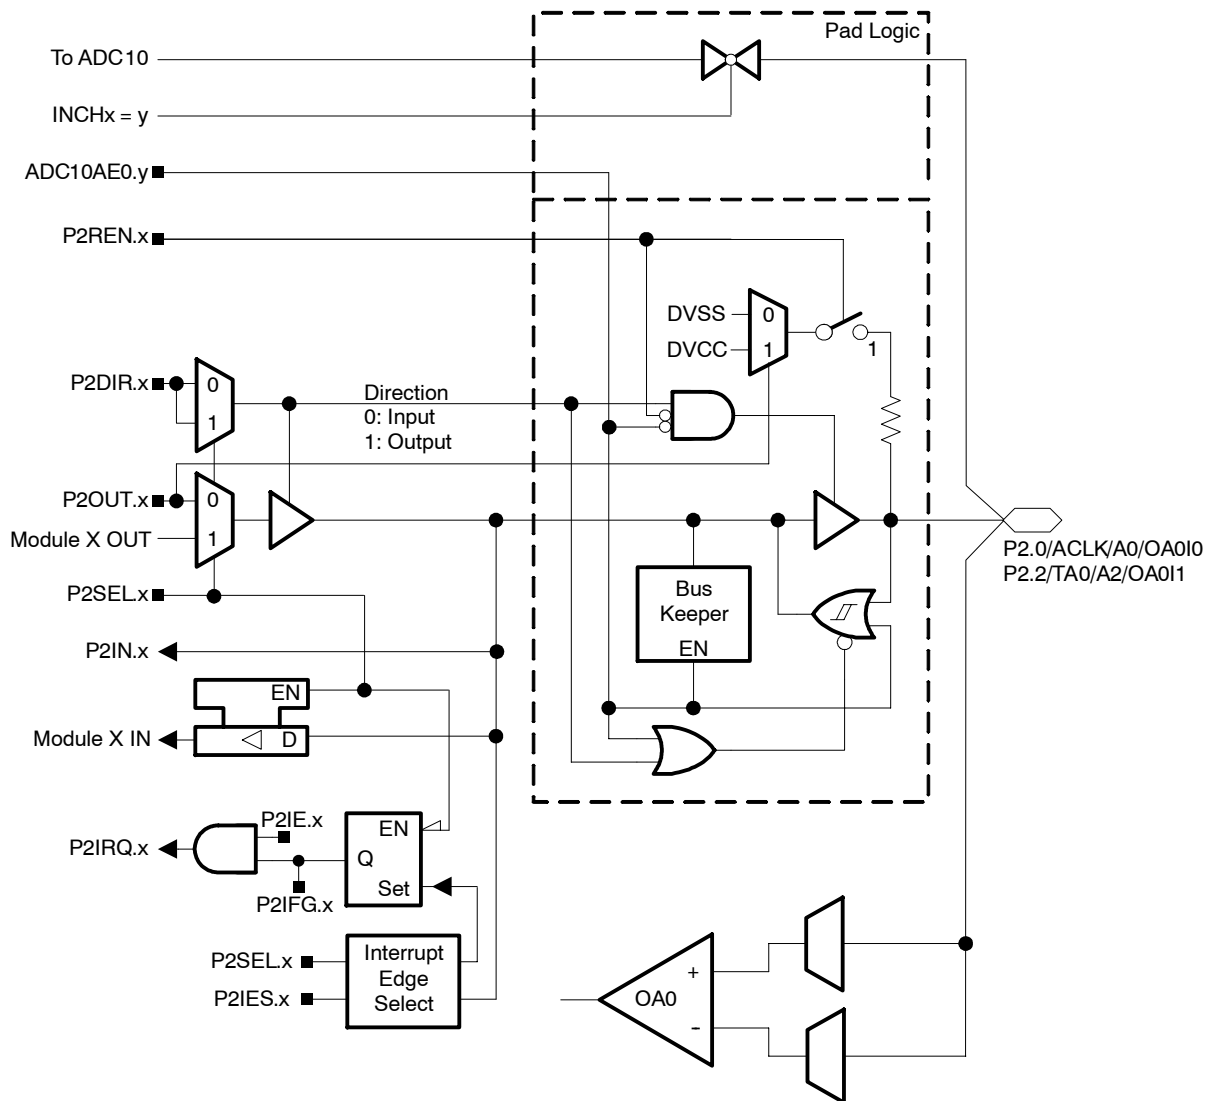 Pad Logic
To ADC10
INCHx = y
ADC10AE0.y
P2REN.x
DVSS
0
DVCC
1
1
P2DIR.x
0
1
Direction
0: Input
1: Output
P2OUT.x
0
Module X OUT
1
P2.0/ACLK/A0/OA0I0
P2.2/TA0/A2/OA0I1
P2SEL.x
Bus
Keeper
EN
P2IN.x
EN
Module X IN
D
P2IE.x
EN
P2IRQ.x
Q
Set
P2IFG.x
P2SEL.x
P2IES.x
Interrupt
Edge
Select
+
OA0
-